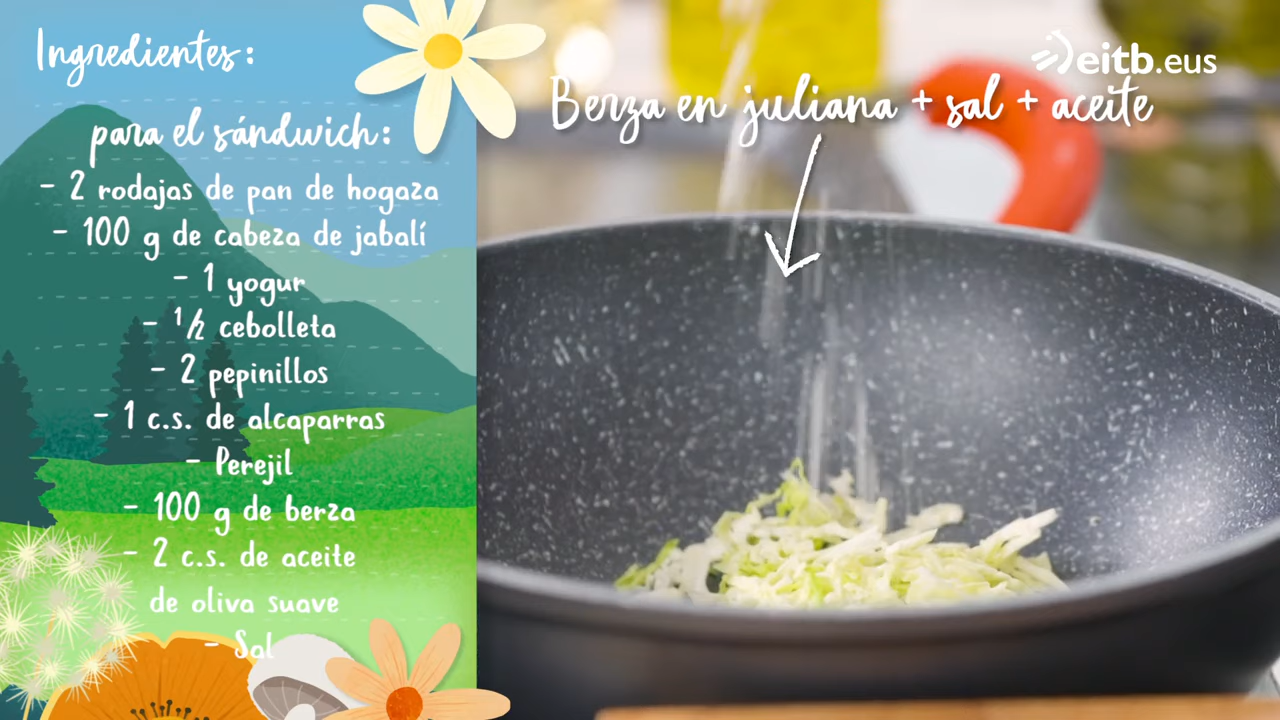 Ingredientes:
para el sándwich:
- 2 rodajas de pan de hogaza
- 100 g de cabeza de jabalí
- 1 yogur
- ½ cebolleta
- 2 pepinillos
- 1 c.s. de alcaparras
- Perejil
- 100 g de berza
- 2 c.s. de aceite
de oliva suave
- Sal
eitb.eus
Berza en juliana + sal + aceite